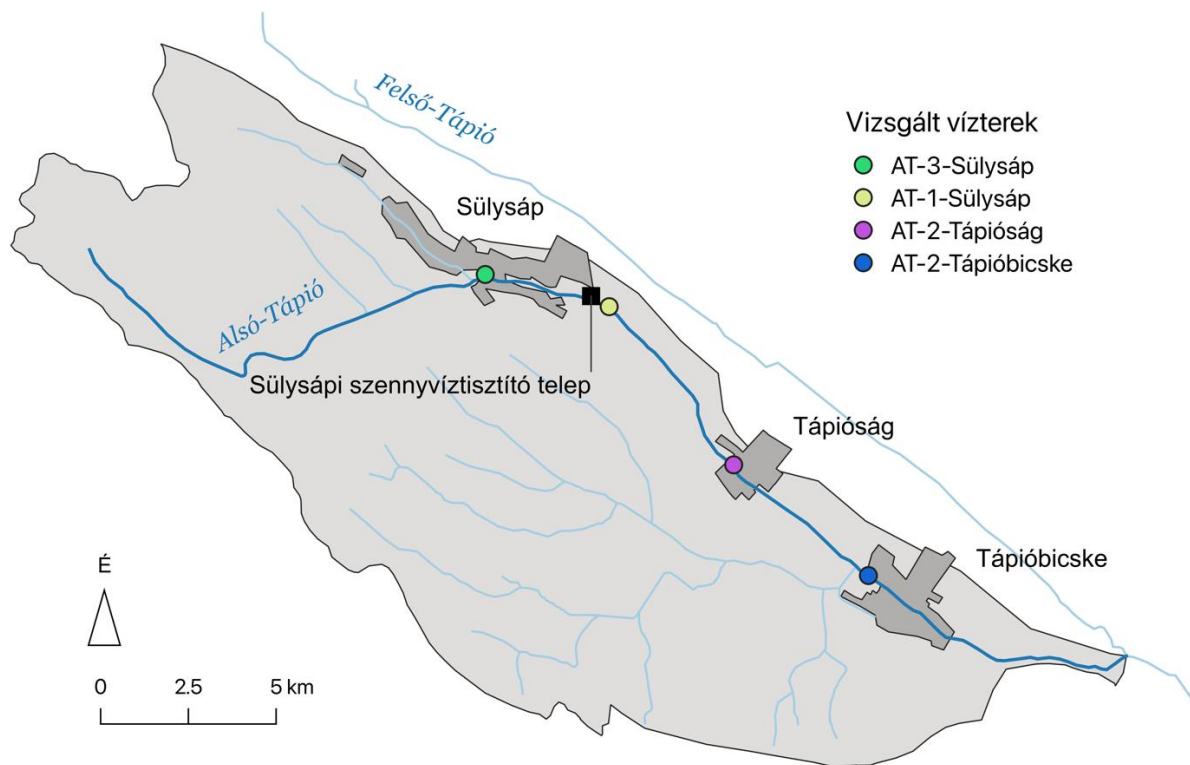 Felső-Tápió
Vizsgált vízterek
AT-3-Sülysáp
AT-1-Sülysáp
AT-2-Tápióság
AT-2-Tápióbicske
Sülysáp
Alsó-Tápió
Sülysápi szennyvíztisztító telep
Tápióság
Tápióbicske
É
0 2.5 5 km